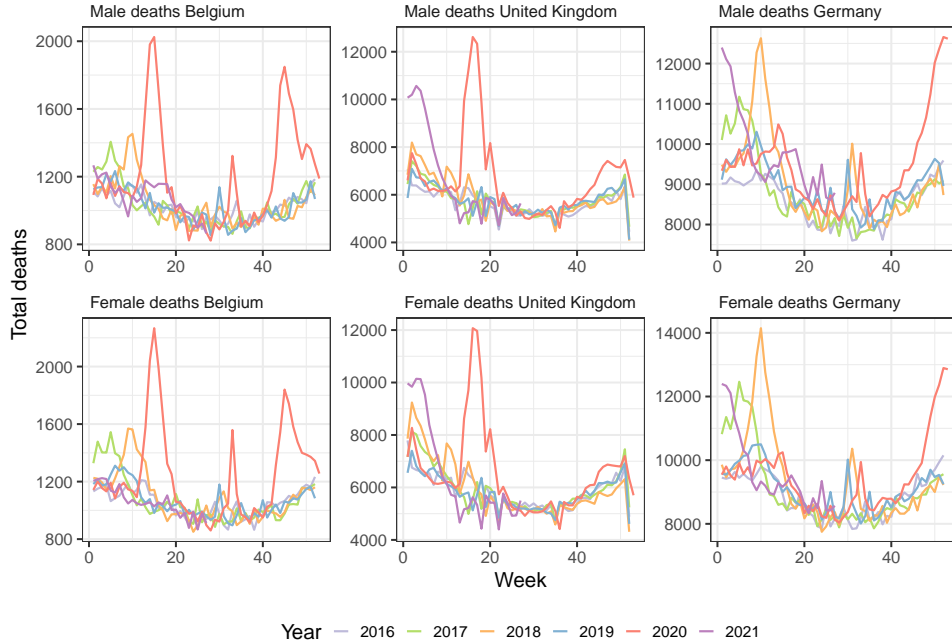 Male deaths Belgium
Male deaths United Kingdom
Male deaths Germany
2000
1600
1200
800
0 20 40
12000
10000
8000
6000
4000
0 20 40
12000
11000
10000
9000
8000
0 20 40
Total deaths
Female deaths Belgium
Female deaths United Kingdom
Female deaths Germany
2000
1600
1200
800
0 20 40
12000
10000
8000
6000
4000
0 20 40
14000
12000
10000
8000
0 20 40
Week
Year 2016 2017 2018 2019 2020 2021